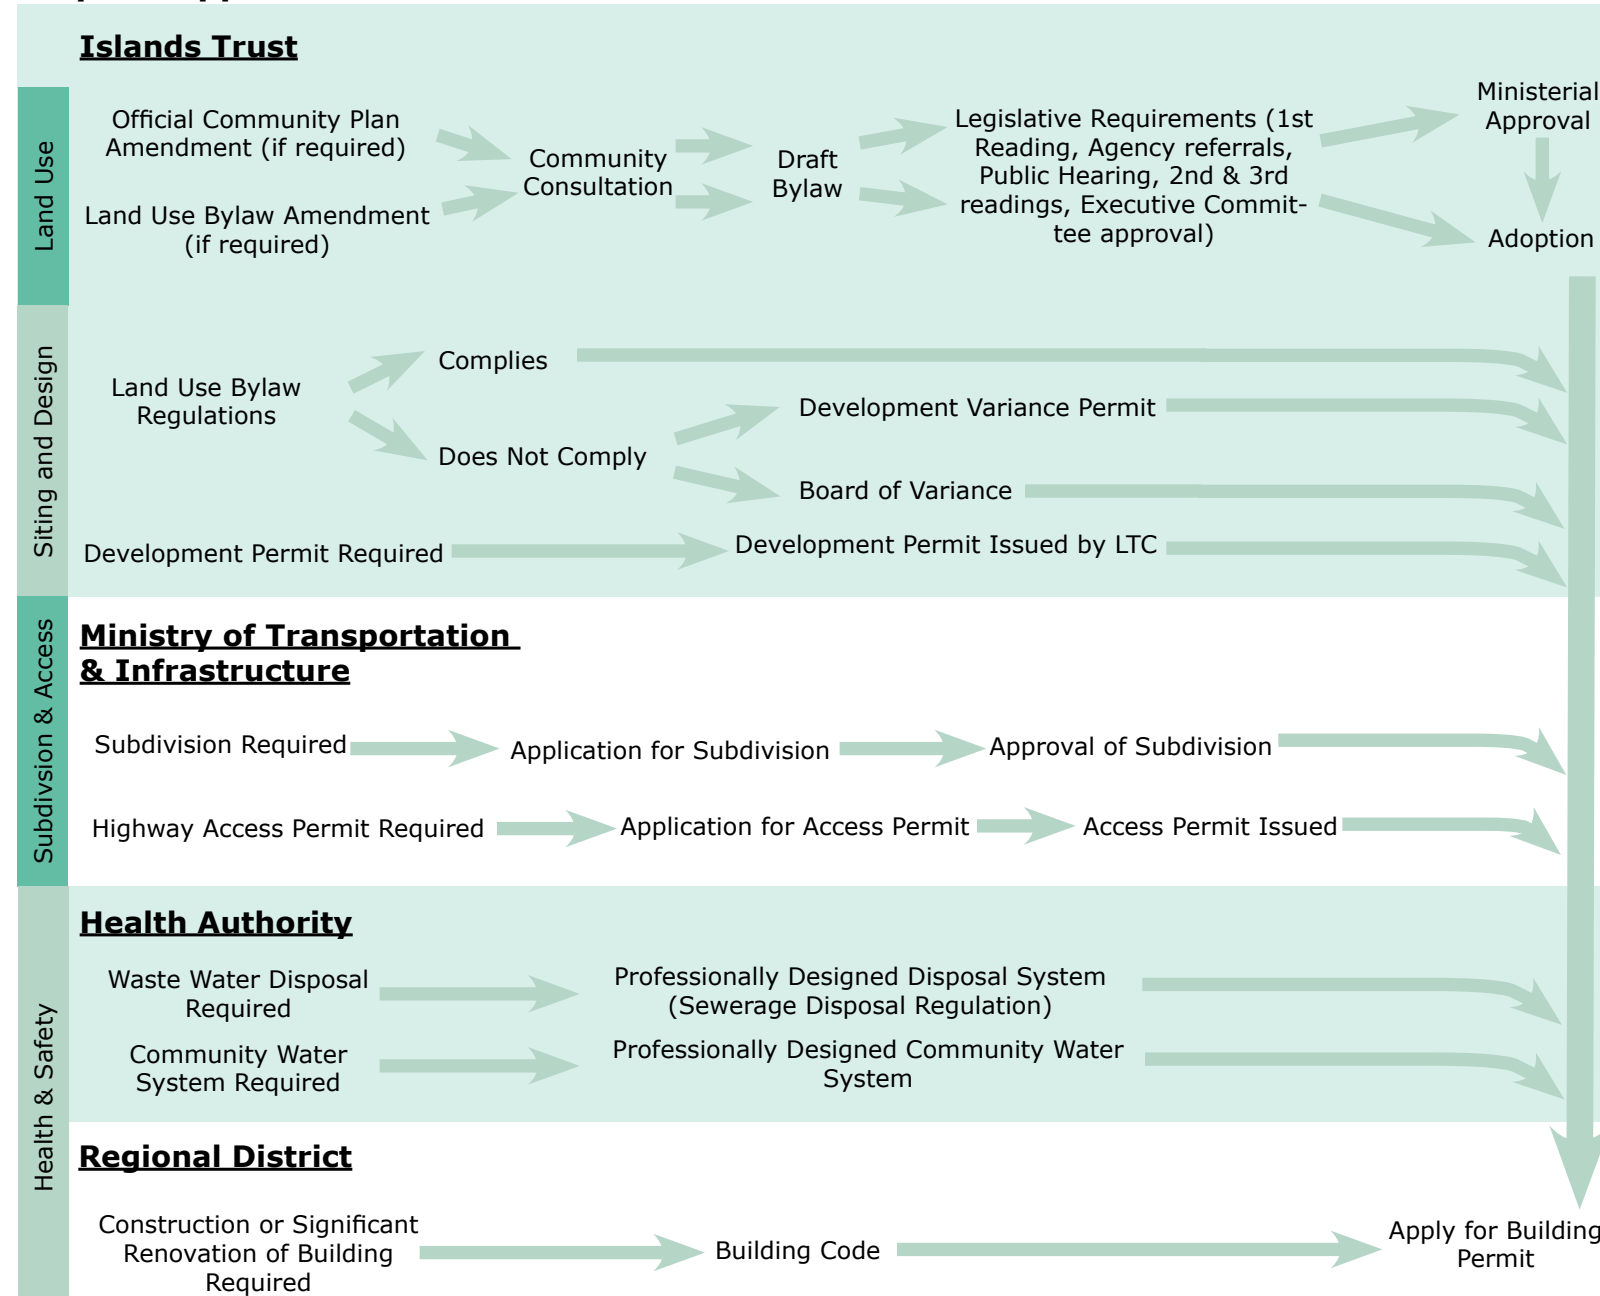 Islands Trust
Land Use
Official Community Plan
Amendment (if required)
Land Use Bylaw Amendment
(if required)
Community
Consultation
Draft
Bylaw
Legislative Requirements (1st
Reading, Agency referrals,
Public Hearing, 2nd & 3rd
readings, Executive Commit-
tee approval)
Ministerial
Approval
Adoption
Siting and Design
Land Use Bylaw
Regulations
Complies
Does Not Comply
Development Variance Permit
Board of Variance
Development Permit Required
Development Permit Issued by LTC
Subdivsion & Access
Ministry of Transportation
& Infrastructure
Subdivision Required
Application for Subdivision
Approval of Subdivision
Highway Access Permit Required
Application for Access Permit
Access Permit Issued
Health & Safety
Health Authority
Waste Water Disposal
Required
Professionally Designed Disposal System
(Sewerage Disposal Regulation)
Community Water
System Required
Professionally Designed Community Water
System
Regional District
Construction or Significant
Renovation of Building
Required
Building Code
Apply for Building
Permit